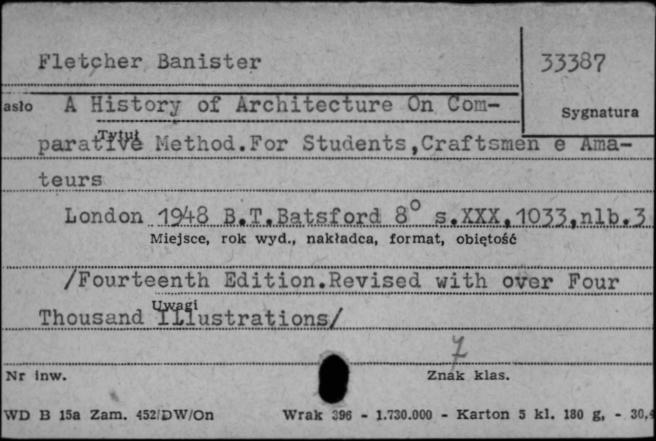 Fletcher Banister
33387
asło A History of Architecture On Com-
Sygnatura
Tytuł
parative Method.For Students,Craftsmen e Ama-
teurs
London 1948 B.T.Batsford 8° s.XXX,1033,nlb.3
Miejsce, rok wyd., nakładca, format, objętość
/Fourteenth Edition.Revised with over Four
Uwagi
Thousand Illustrations/
7
Nr inw.
Znak klas.
WD B 15a Zam. 452/DW/On Wrak 396 - 1.730.000 - Karton 5 kl. 180 g, - 30,4